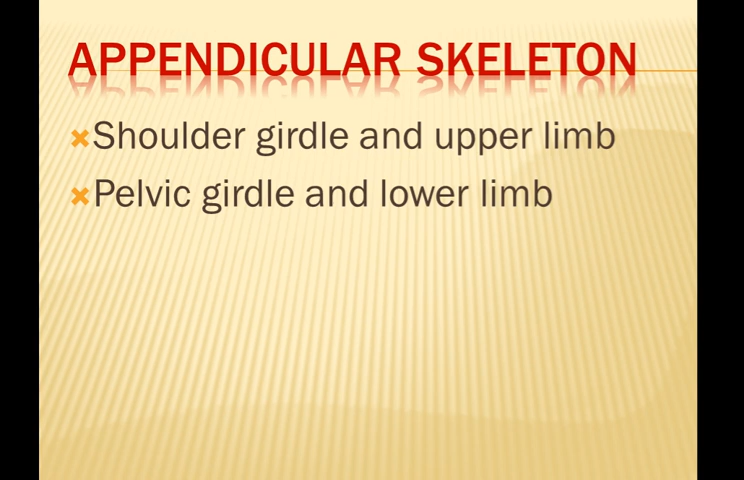 APPENDICULAR SKELETON
Shoulder girdle and upper limb
Pelvic girdle and lower limb